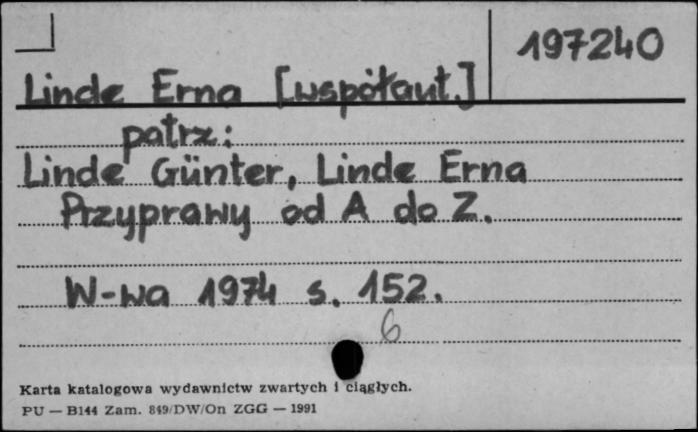 197240
Linde Erna [współaut.]
patrz:
Linde Günter, Linde Erna
Przyprawy od A do Z.
W-wa 1974 s. 152.
6
Karta katalogowa wydawnictw zwartych i ciągłych.
PU — B144 Zam. 849/DW/On ZGG — 1991